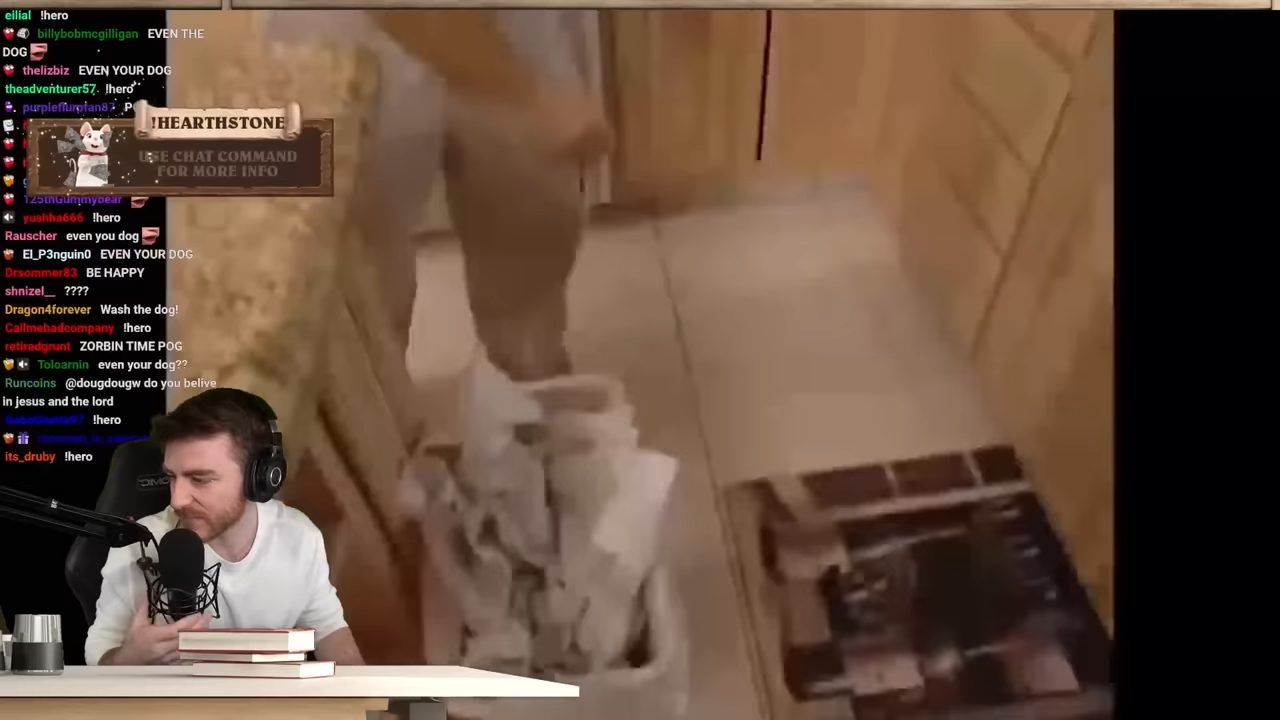 eilial !hero
billybobmcgilligan EVEN THE
DOG
thelizbiz EVEN YOUR DOG
theadventurer57 !hero
purpleflurpfan87
!HEARTHSTONE
USE CHAT COMMAND
FOR MORE INFO
125thGummybear
yushha666 !hero
Rauscher even you dog
El_P3nguin0 EVEN YOUR DOG
Drsommer83 BE HAPPY
shnizel__ ????
Dragon4forever Wash the dog!
Callmebadcompany !hero
retiredgrunt ZORBIN TIME POG
Toloarnin even your dog??
Runcoins @dougdougw do you belive
in jesus and the lord
!hero
its_druby !hero